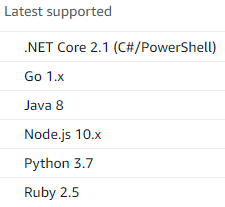 Latest supported
.NET Core 2.1 (C#/PowerShell)
Go 1.x
Java 8
Node.js 10.x
Python 3.7
Ruby 2.5